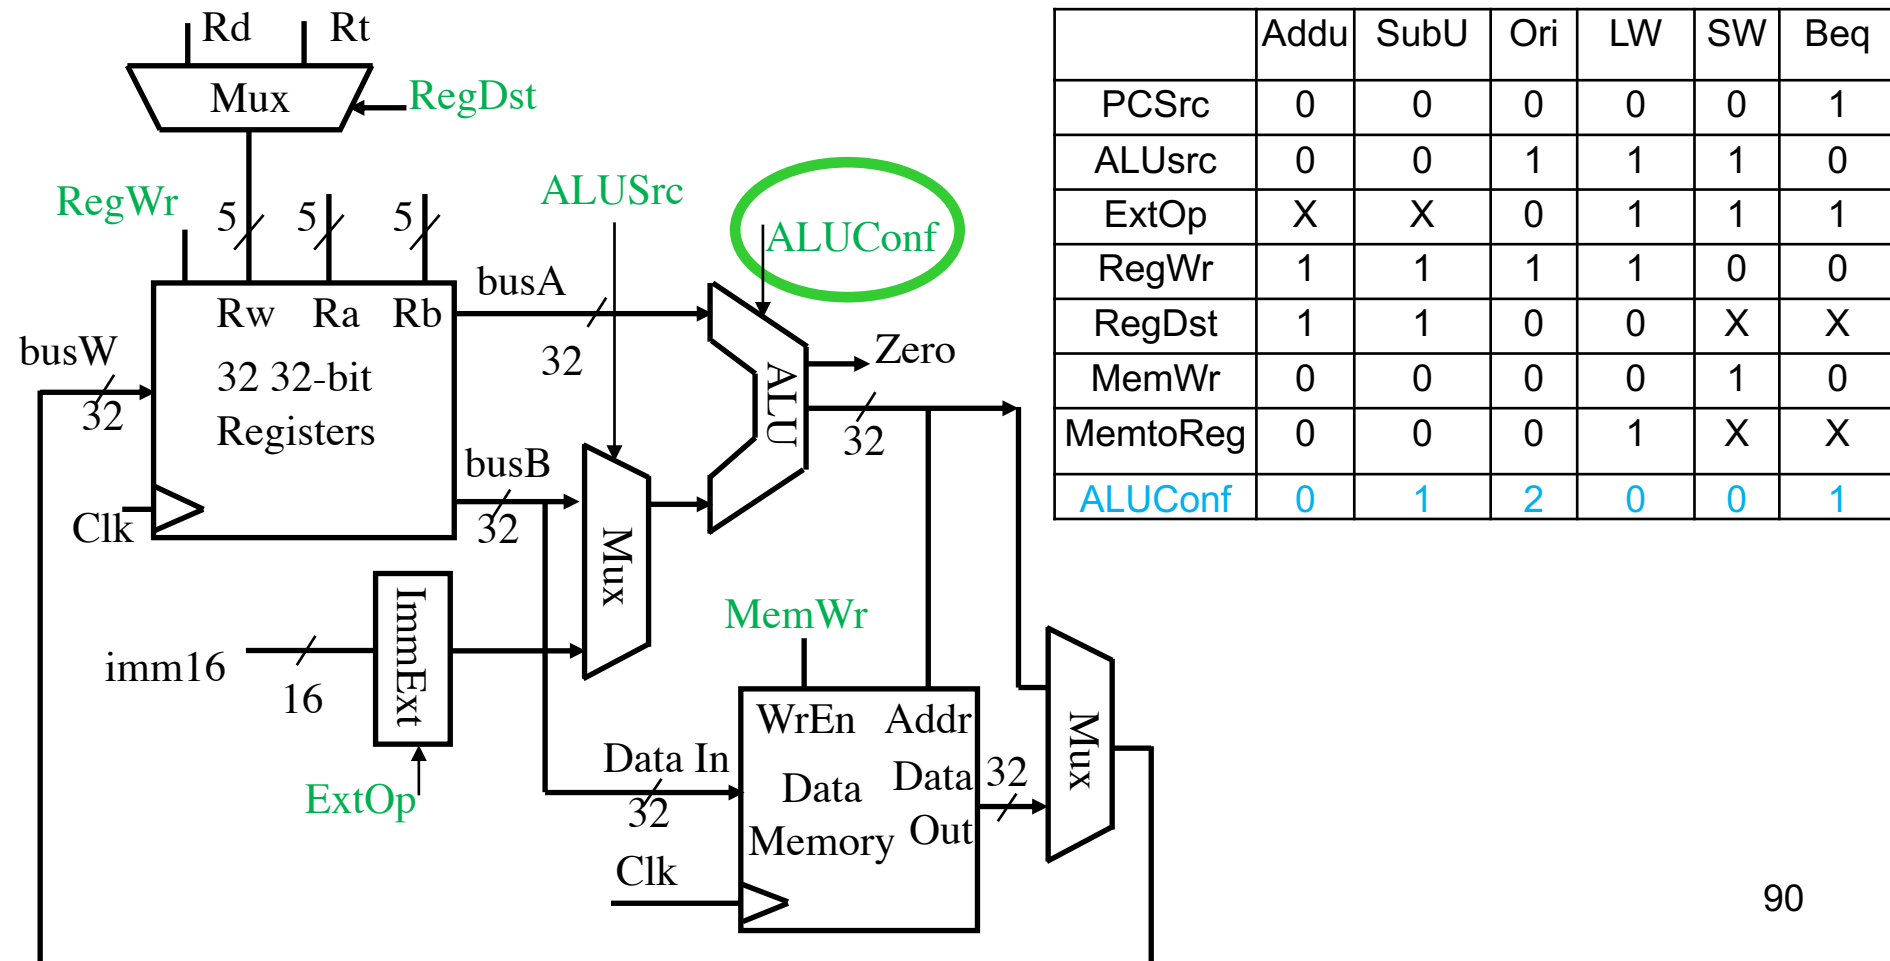 Rd Rt
Mux
RegDst
RegWr
5 5 5
ALUSrc
ALUConf
busA
32
Rw Ra Rb
busW
32
32 32-bit
Registers
Zero
ALU
32
busB
32
Clk
Mux
ImmExt
imm16
16
ExtOp
MemWr
WrEn Addr
Data In
32
Data
Memory
Data
Out
32
Mux
Clk
Addu SubU Ori LW SW Beq
PCSrc 0 0 0 0 0 1
ALUsrc 0 0 1 1 1 0
ExtOp X X 0 1 1 1
RegWr 1 1 1 1 0 0
RegDst 1 1 0 0 X X
MemWr 0 0 0 0 1 0
MemtoReg 0 0 0 1 X X
ALUConf 0 1 2 0 0 1
90